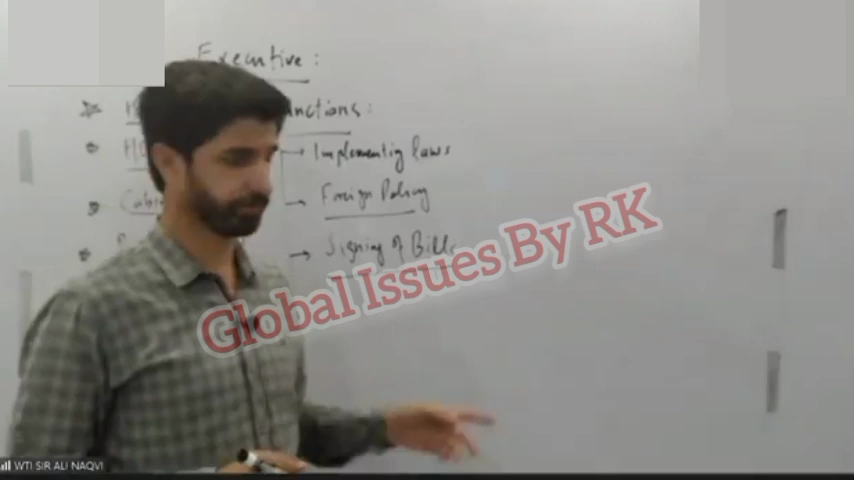 Executive:
Functions:
Implementing laws
Foreign Policy
→ Signing of Bills
Global Issues By RK
WTI SIR ALI NAQVI